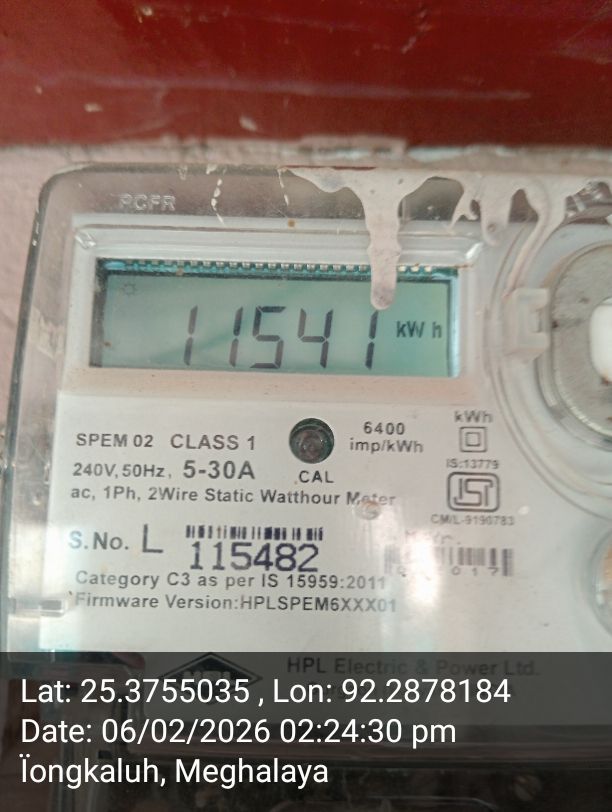 11541 kWh
SPEM 02 CLASS 1
6400 imp/kWh
kWh
240V, 50Hz, 5-30A
CAL
IS:13779
ac, 1Ph, 2Wire Static Watthour Meter
ISI
CM/L-9190783
S.No. L 115482
Category C3 as per IS 15959:2011
Firmware Version:HPLSPEM6XXX01
HPL Electric & Power Ltd.
Lat: 25.3755035 , Lon: 92.2878184
Date: 06/02/2026 02:24:30 pm
Ïongkaluh, Meghalaya